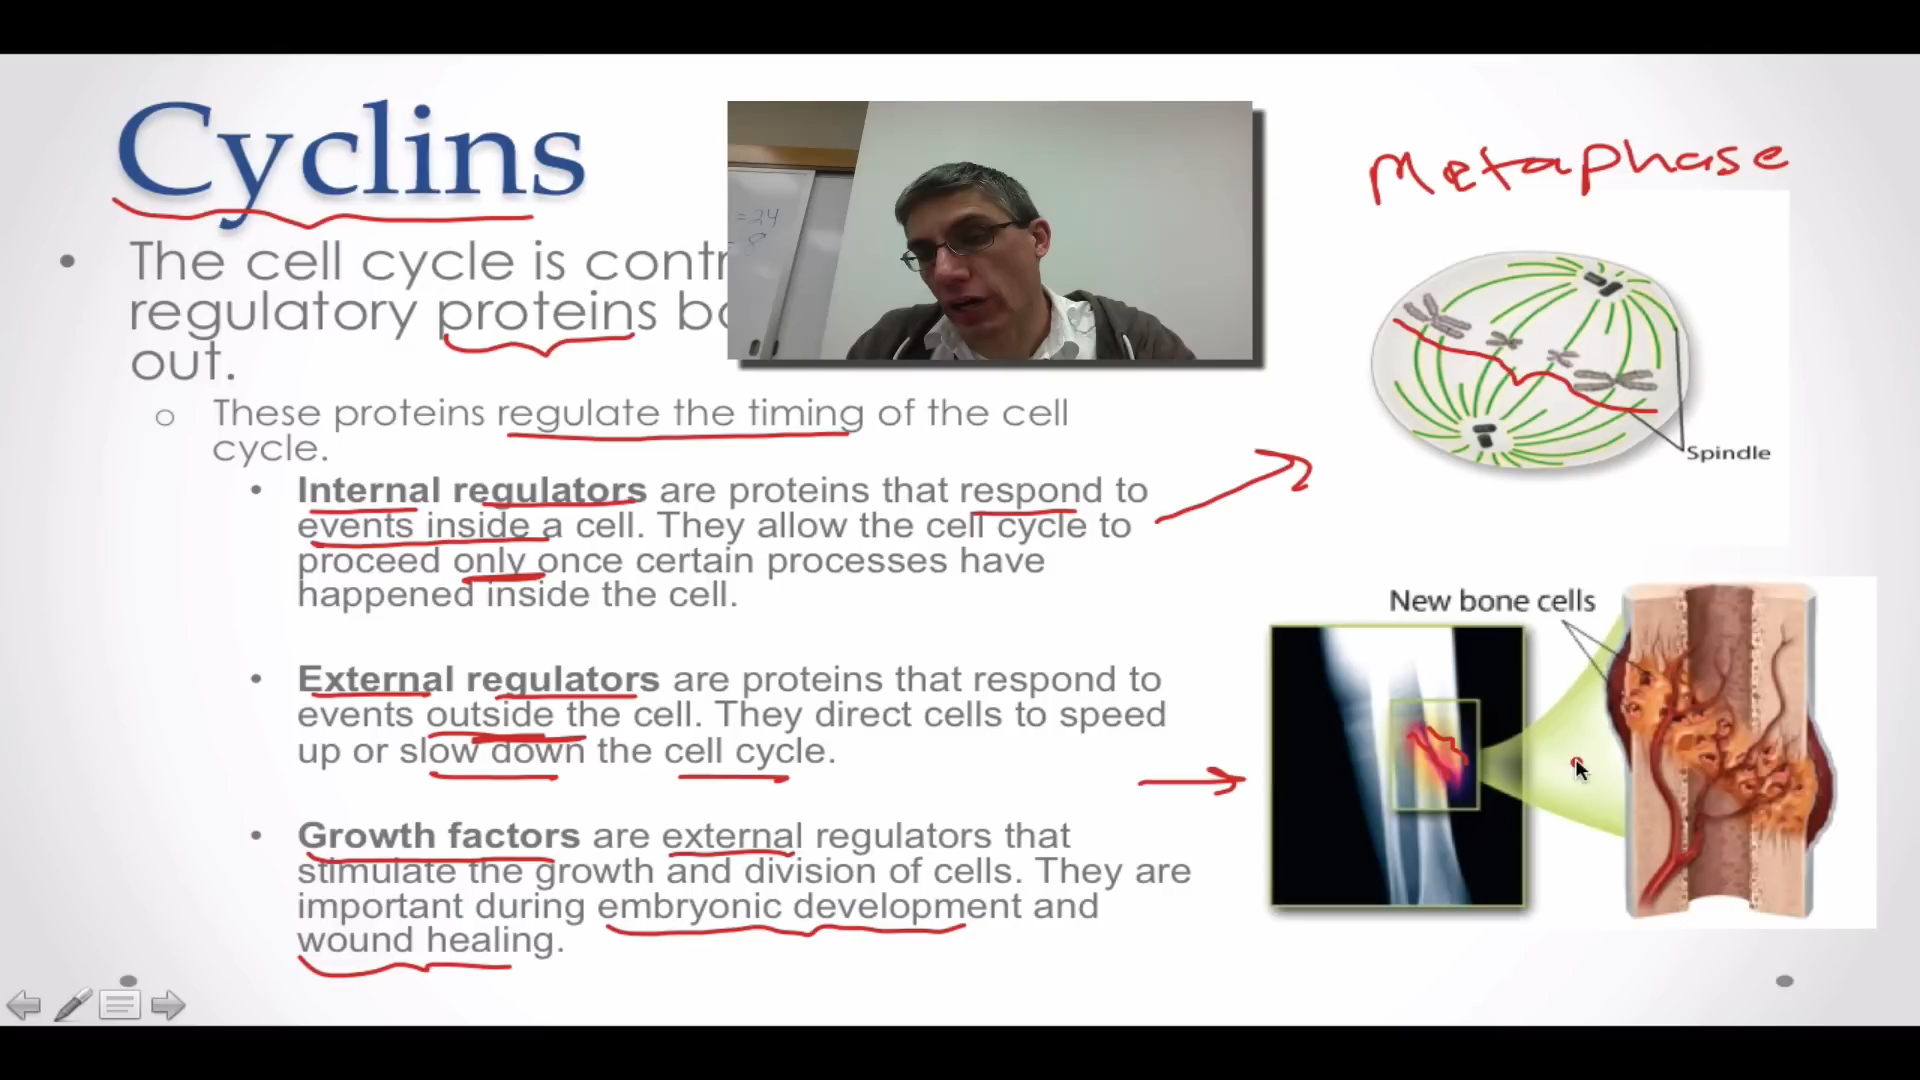 Cyclins
The cell cycle is contr
regulatory proteins b
out.
These proteins regulate the timing of the cell
cycle.
Internal regulators are proteins that respond to
events inside a cell. They allow the cell cycle to
proceed only once certain processes have
happened inside the cell.
External regulators are proteins that respond to
events outside the cell. They direct cells to speed
up or slow down the cell cycle.
Growth factors are external regulators that
stimulate the growth and division of cells. They are
important during embryonic development and
wound healing.
=24
Metaphase
Spindle
New bone cells